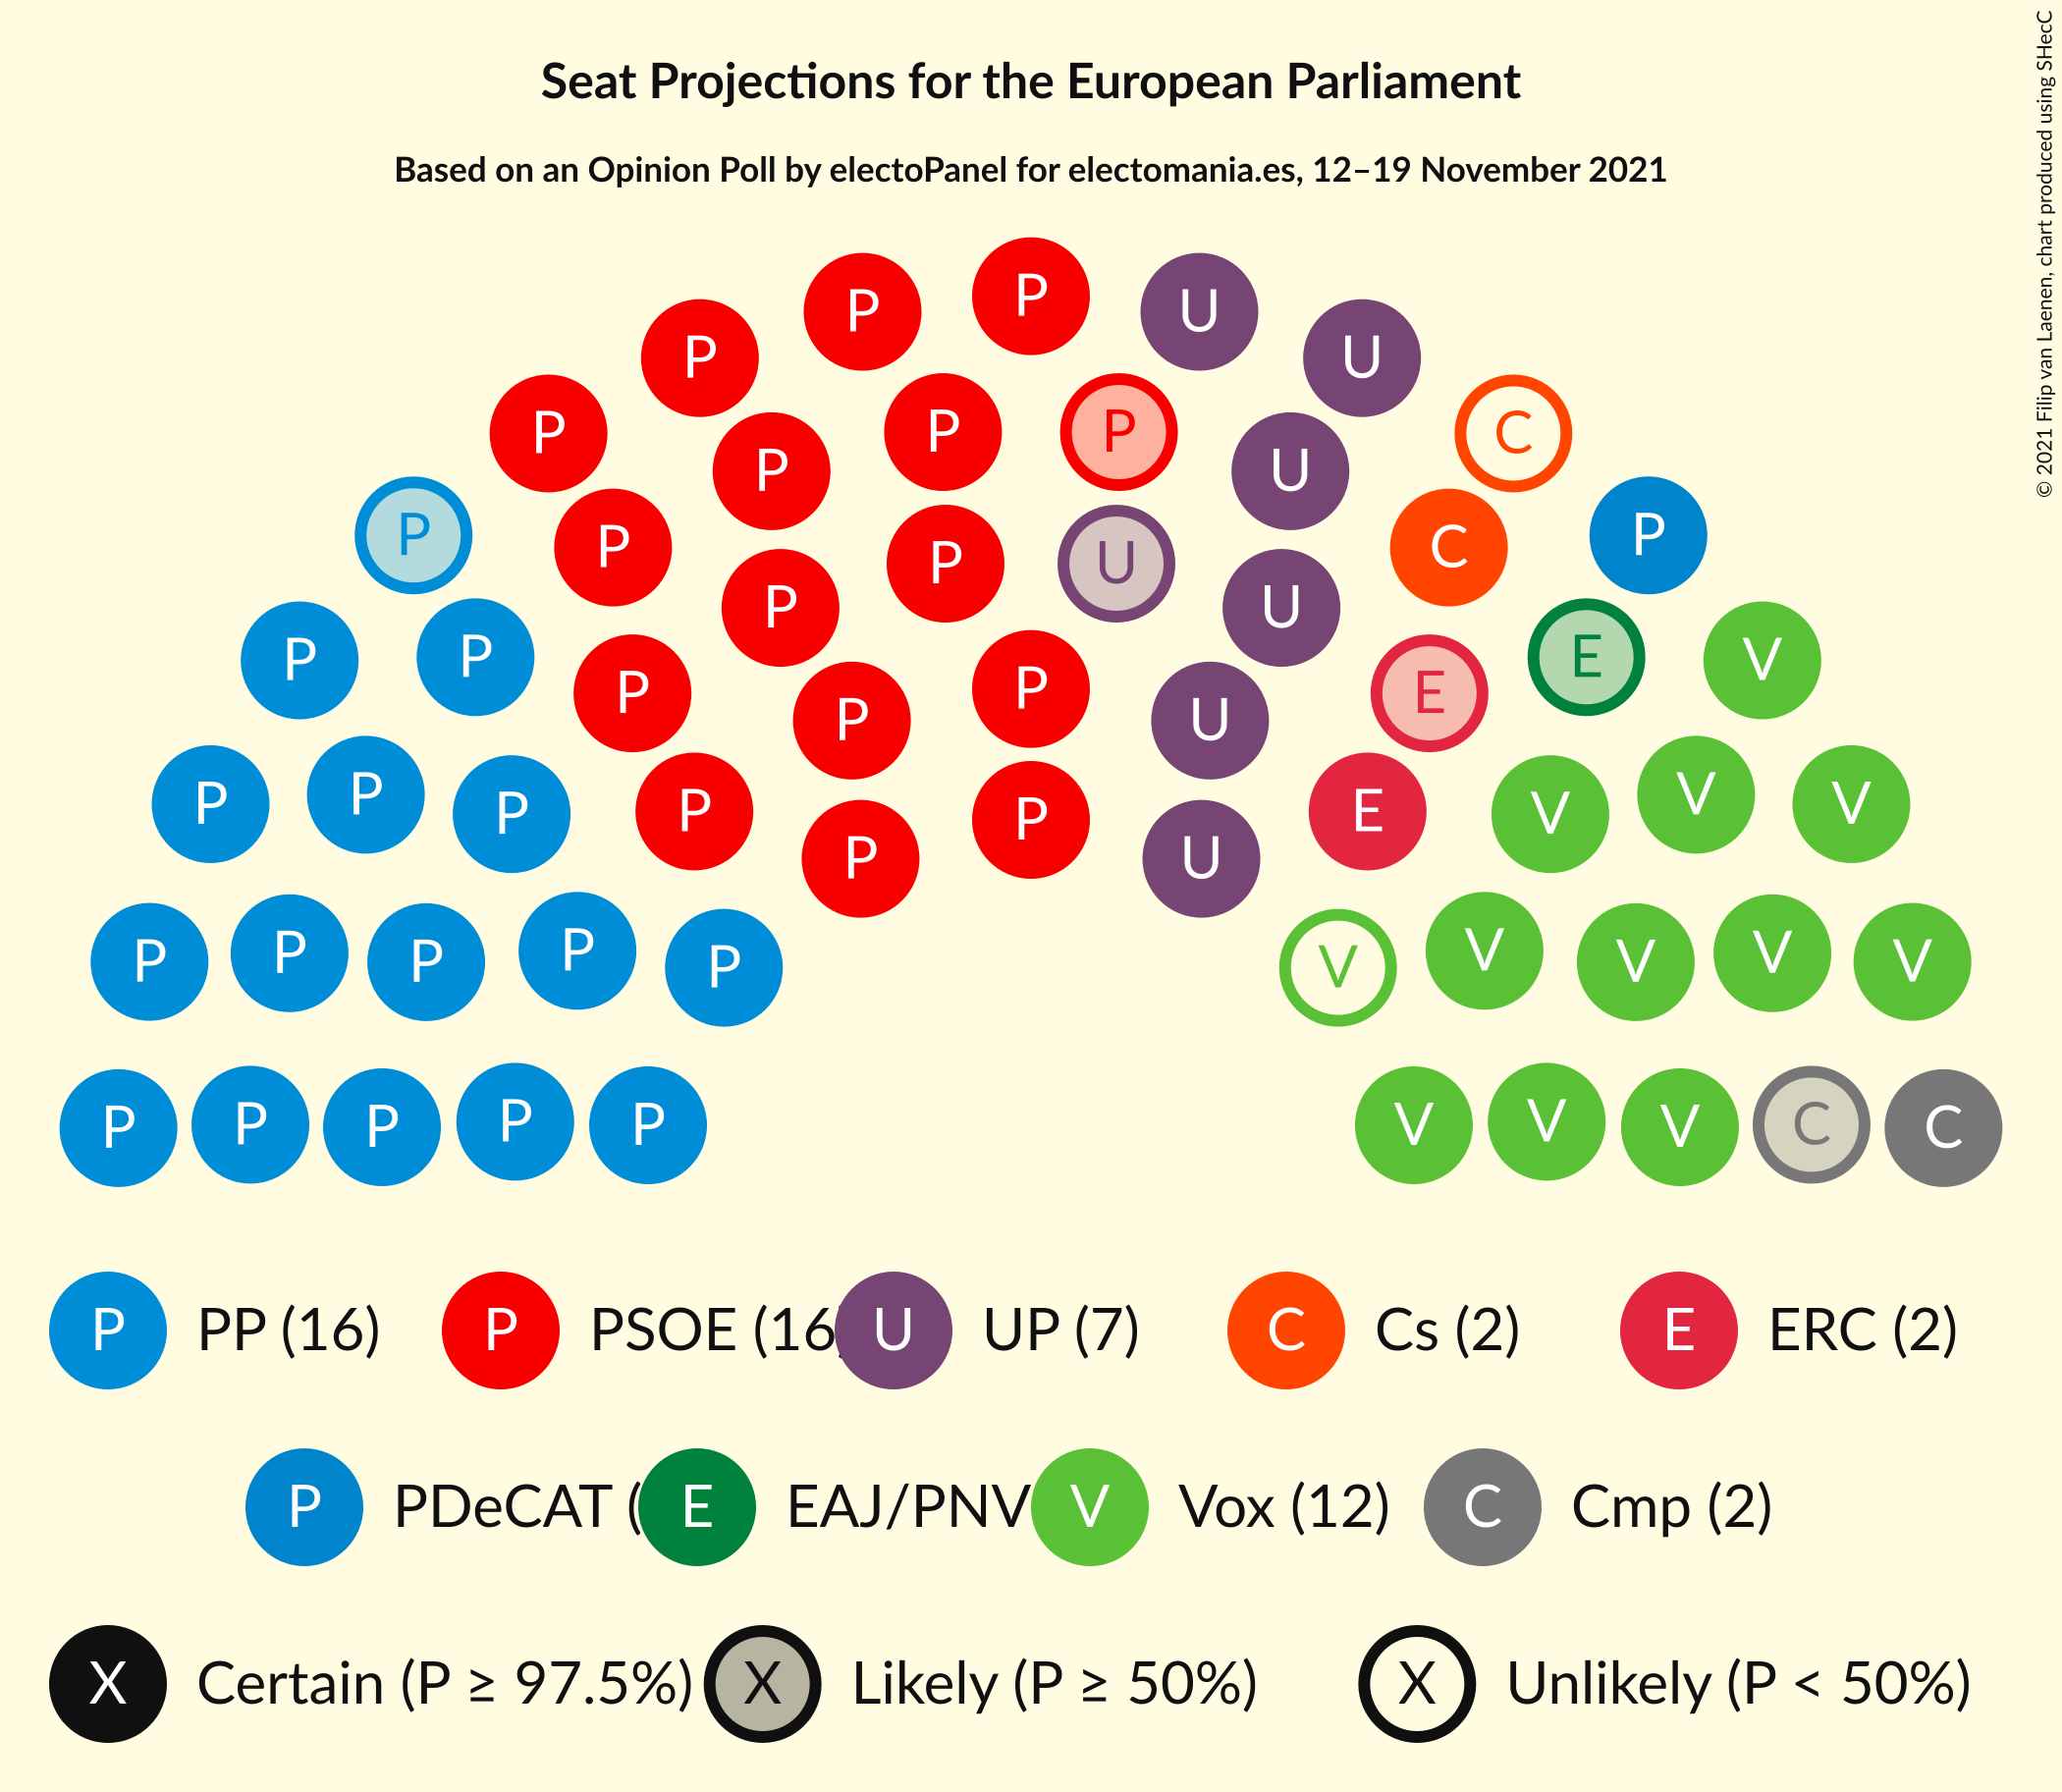 Seat Projections for the European Parliament
Based on an Opinion Poll by electoPanel for electomania.es, 12–19 November 2021
© 2021 Filip van Laenen, chart produced using SHecC
P
P P U U
P P P P U C
P P P C P
P U
P U
P P E V
P E
P P U
P P V V V
P P P E
P U
P P P P P V V V V V
P P P P P V V V C C
P PP (16) P PSOE (16 U UP (7) C Cs (2) E ERC (2)
P PDeCAT ( E EAJ/PNV V Vox (12) C Cmp (2)
X Certain (P ≥ 97.5%) X Likely (P ≥ 50%) X Unlikely (P < 50%)